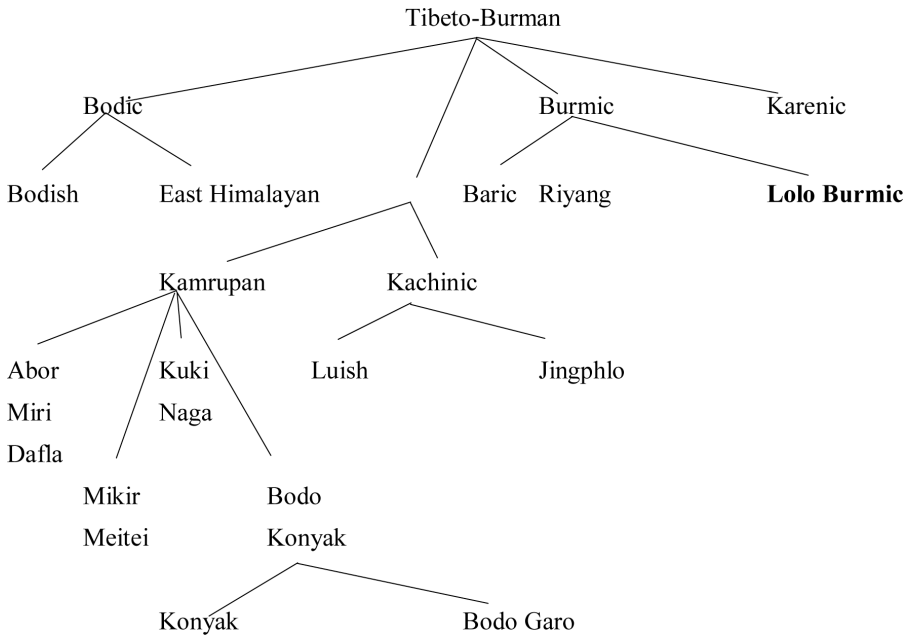 Tibeto-Burman
Bodic Burmic Karenic
Bodish East Himalayan Baric Riyang Lolo Burmic
Kamrupan Kachinic
Abor Kuki Luish Jingphlo
Miri Naga
Dafla
Mikir Bodo
Meitei Konyak
Konyak Bodo Garo